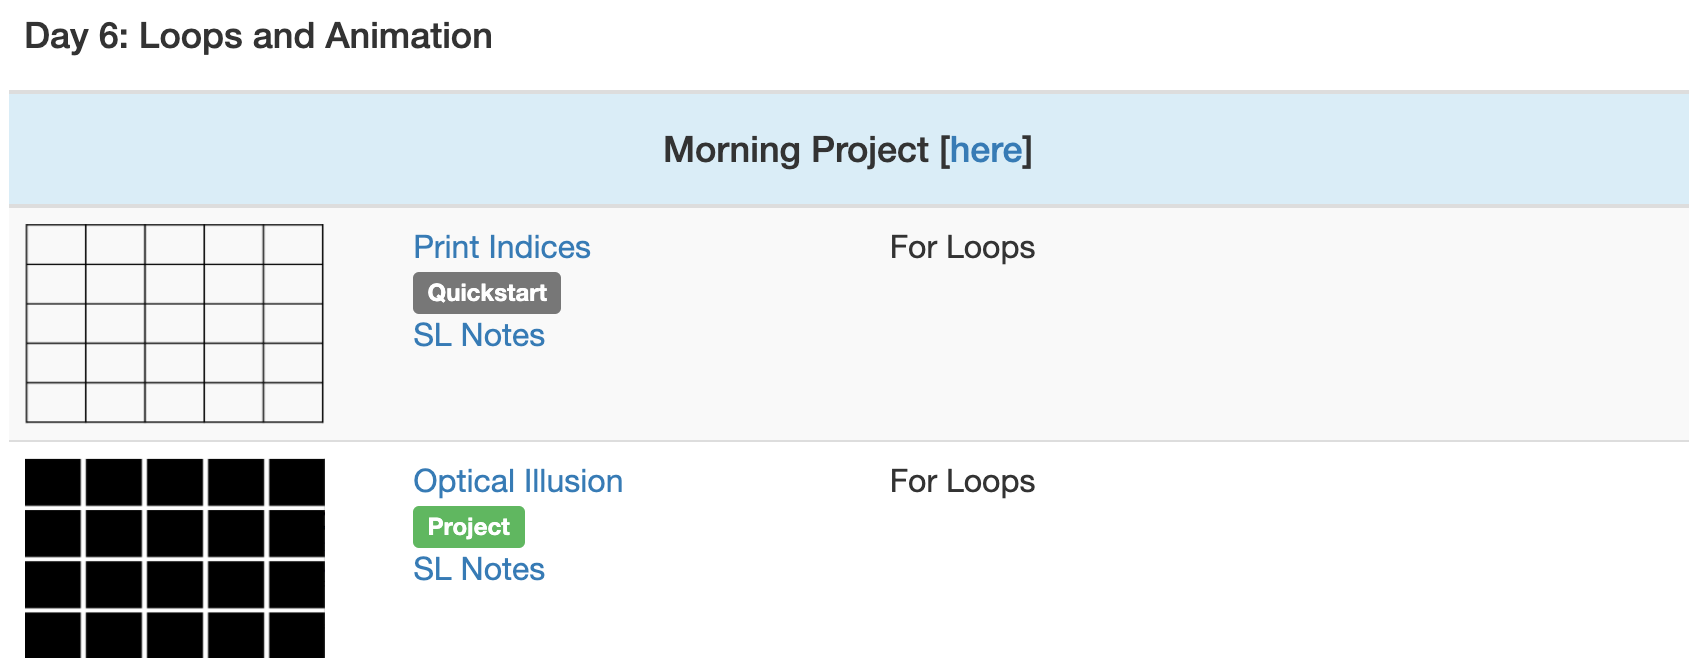 Day 6: Loops and Animation
Morning Project [here]
Print Indices
For Loops
Quickstart
SL Notes
Optical Illusion
For Loops
Project
SL Notes